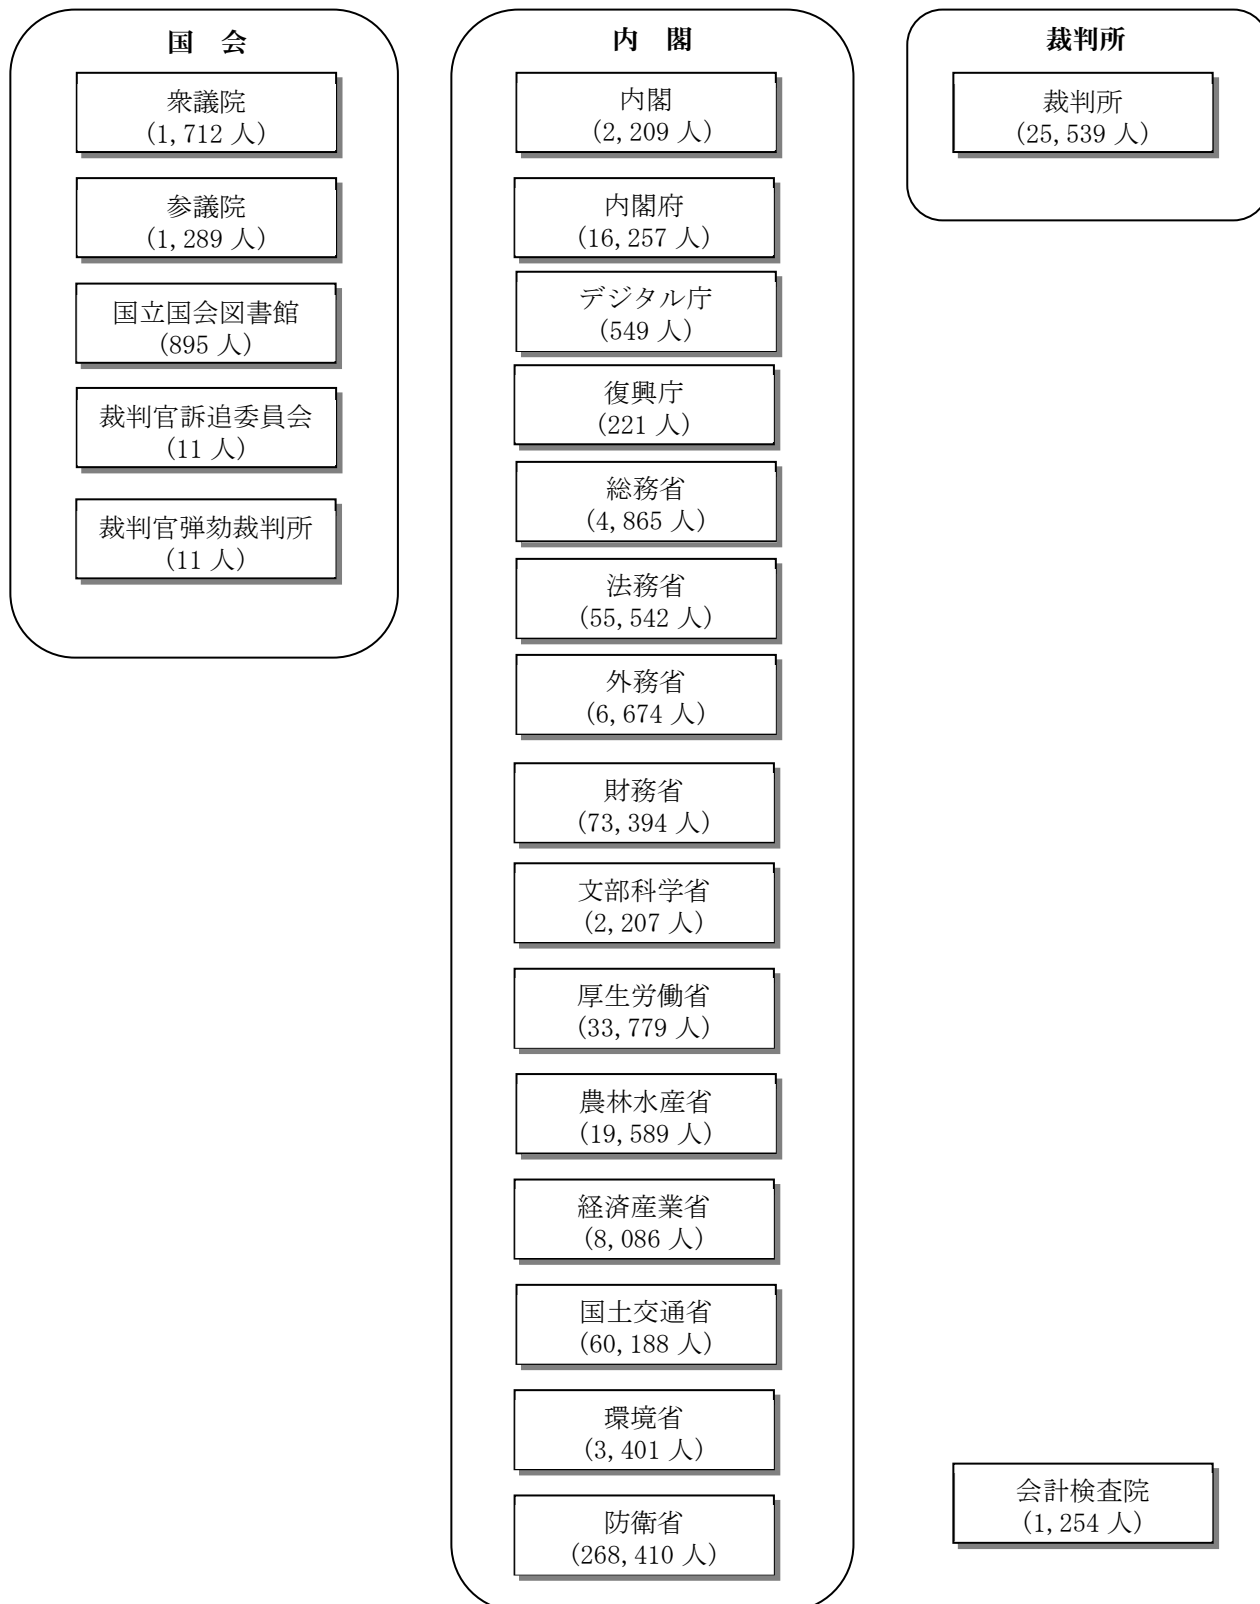 国　会
衆議院
(1,712 人)
参議院
(1,289 人)
国立国会図書館
(895 人)
裁判官訴追委員会
(11 人)
裁判官弾劾裁判所
(11 人)
内　閣
内閣
(2,209 人)
内閣府
(16,257 人)
デジタル庁
(549 人)
復興庁
(221 人)
総務省
(4,865 人)
法務省
(55,542 人)
外務省
(6,674 人)
財務省
(73,394 人)
文部科学省
(2,207 人)
厚生労働省
(33,779 人)
農林水産省
(19,589 人)
経済産業省
(8,086 人)
国土交通省
(60,188 人)
環境省
(3,401 人)
防衛省
(268,410 人)
裁判所
裁判所
(25,539 人)
会計検査院
(1,254 人)